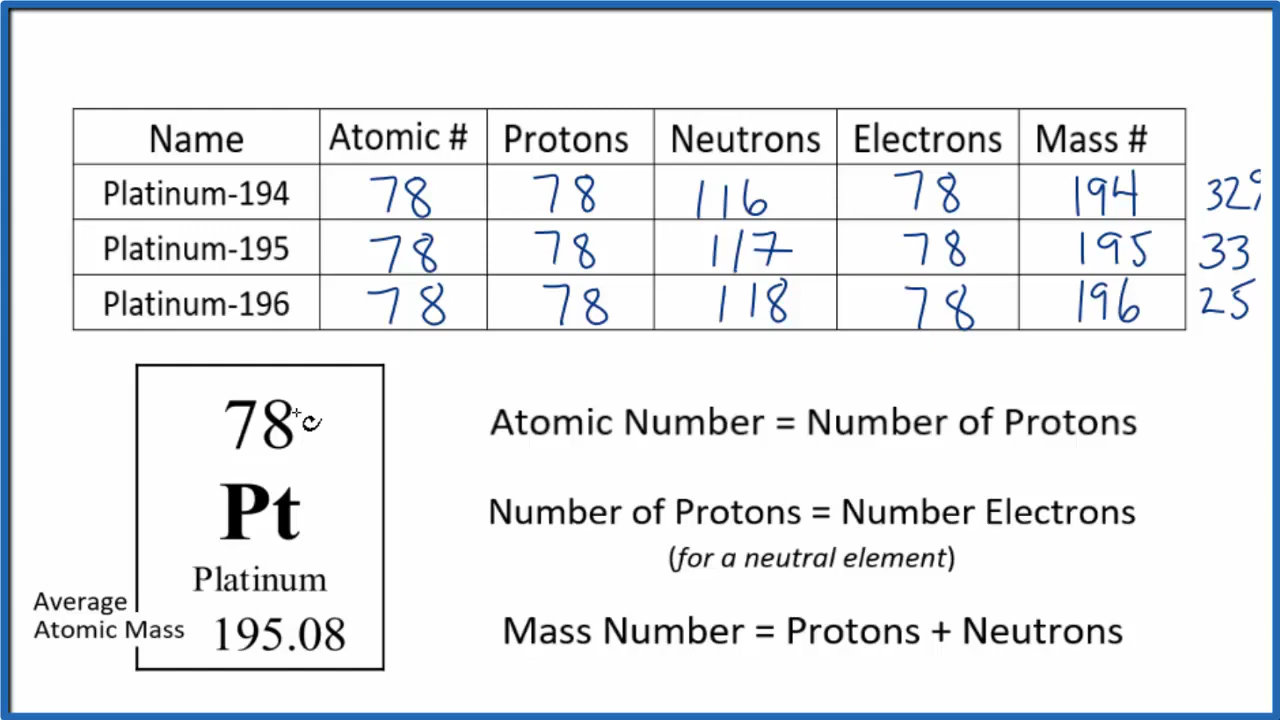 Name Atomic # Protons Neutrons Electrons Mass #
Platinum-194 78 78 116 78 194 32%
Platinum-195 78 78 117 78 195 33
Platinum-196 78 78 118 78 196 25
78
Pt
Platinum
Average
Atomic Mass
195.08
Atomic Number = Number of Protons
Number of Protons = Number Electrons
(for a neutral element)
Mass Number = Protons + Neutrons